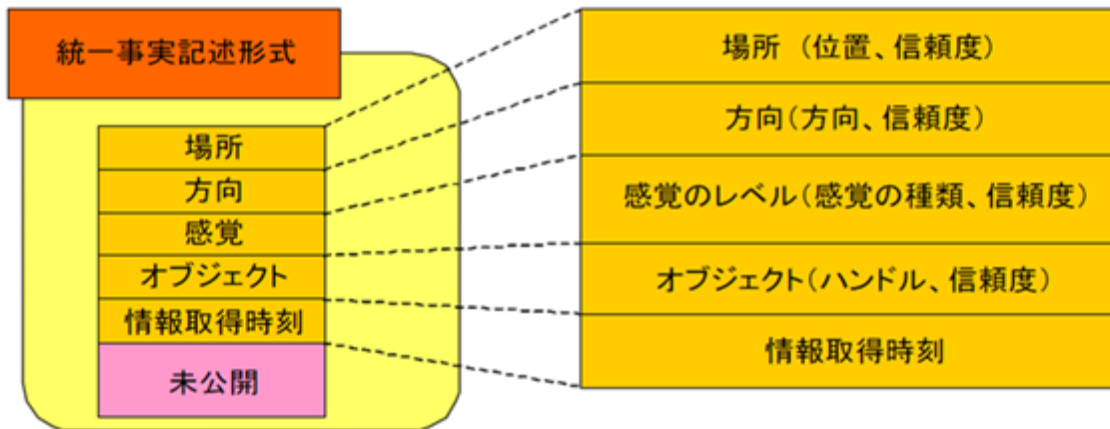 統一事実記述形式
場所
方向
感覚
オブジェクト
情報取得時刻
未公開
場所 (位置、信頼度)
方向(方向、信頼度)
感覚のレベル(感覚の種類、信頼度)
オブジェクト(ハンドル、信頼度)
情報取得時刻